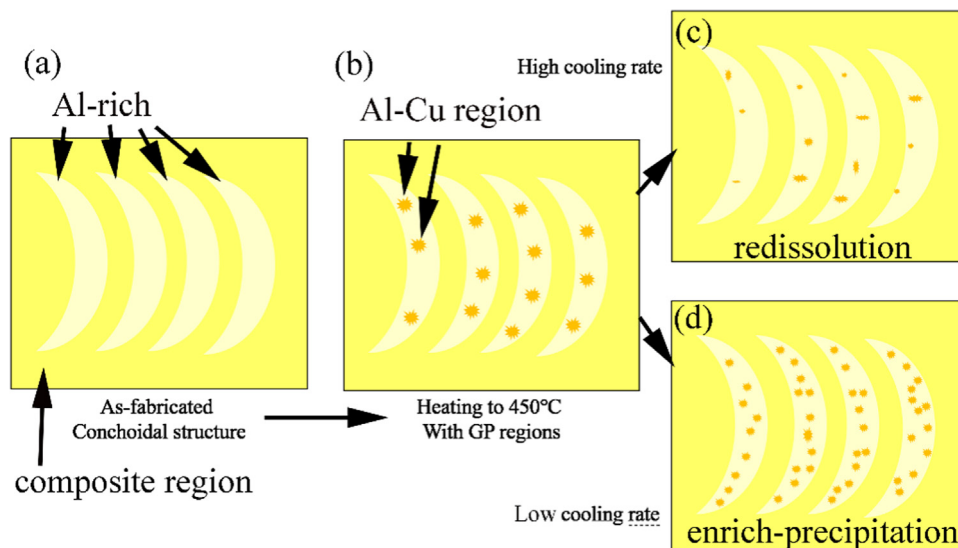 (a)
Al-rich
As-fabricated
Conchoidal structure
composite region
(b)
Al-Cu region
Heating to 450°C
With GP regions
High cooling rate
(c)
redissolution
(d)
Low cooling rate
enrich-precipitation